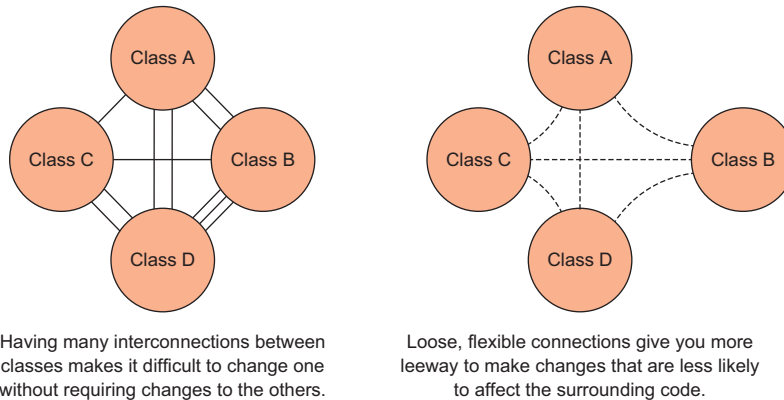 Class A
Class C
Class B
Class D
Having many interconnections between
classes makes it difficult to change one
without requiring changes to the others.
Class A
Class C
Class B
Class D
Loose, flexible connections give you more
leeway to make changes that are less likely
to affect the surrounding code.